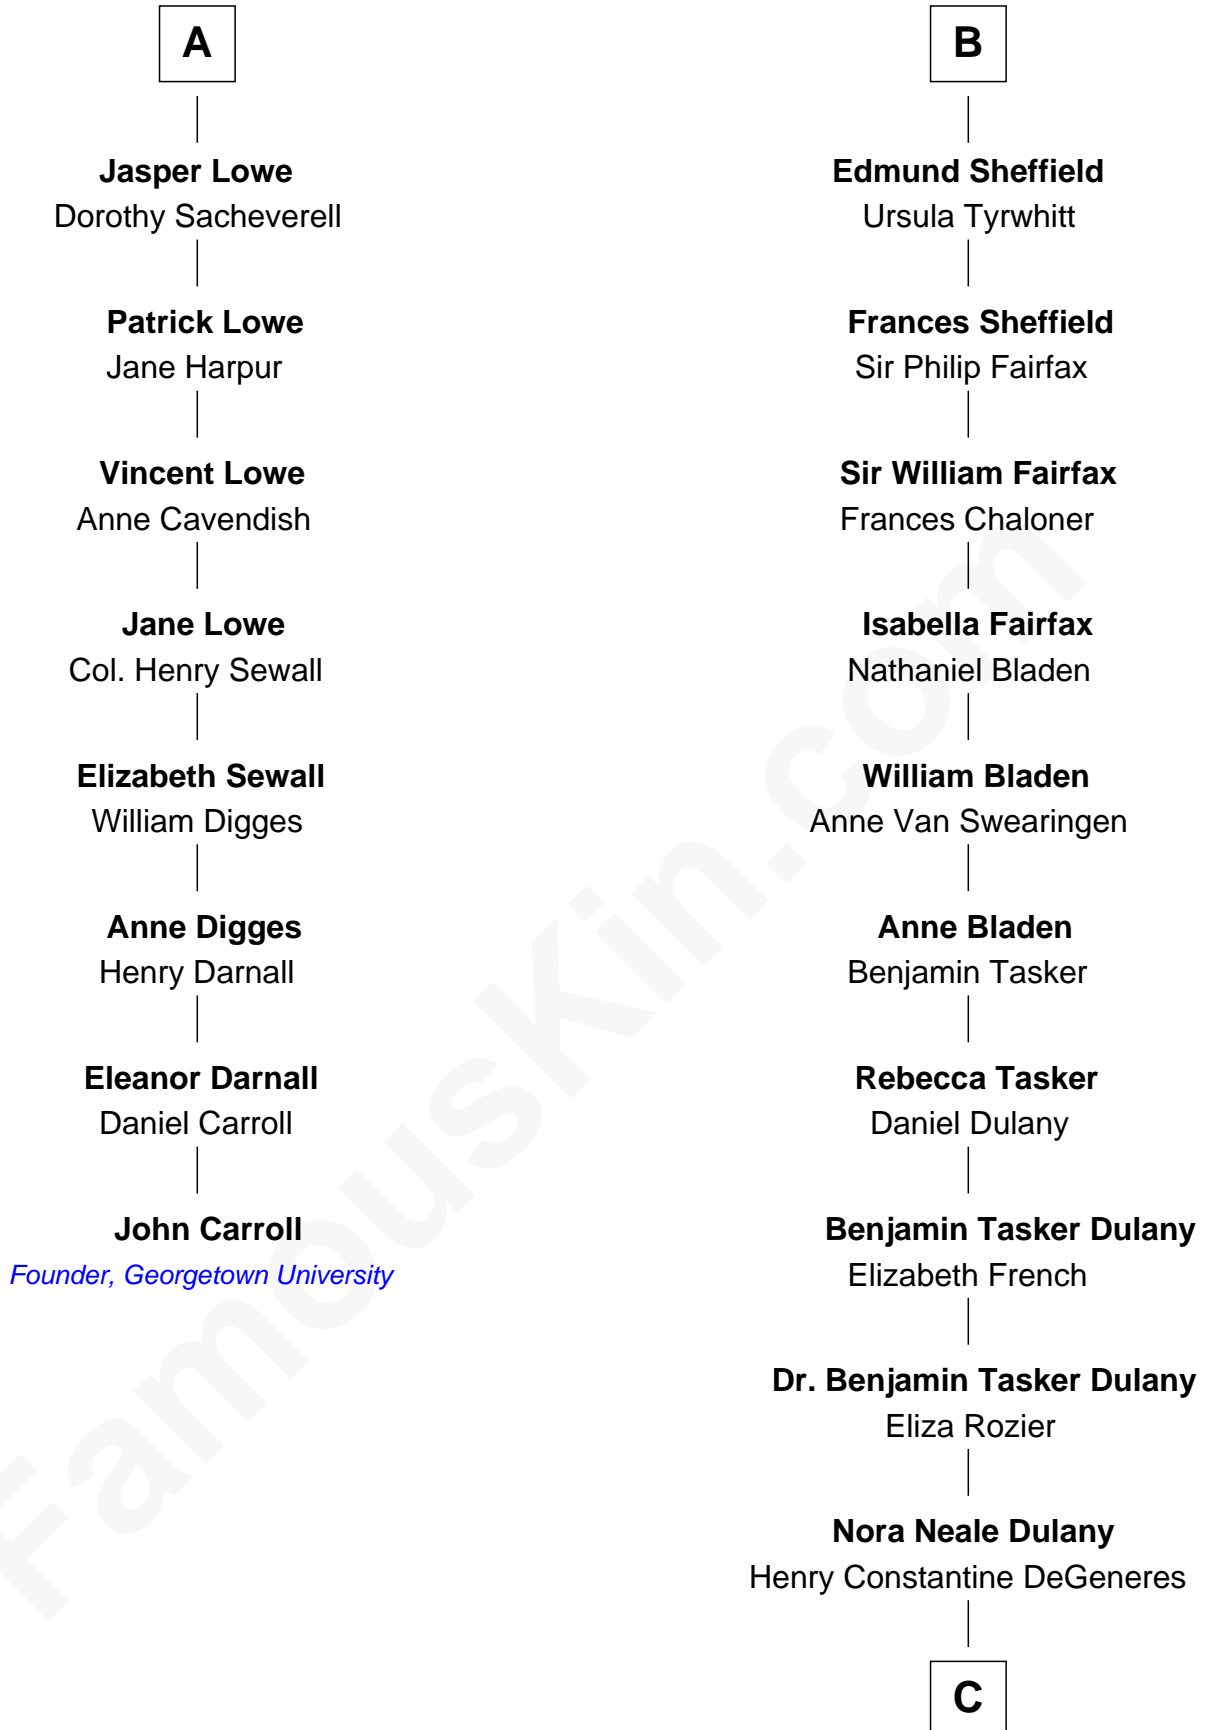 A
Jasper Lowe
Dorothy Sacheverell
Patrick Lowe
Jane Harpur
Vincent Lowe
Anne Cavendish
Jane Lowe
Col. Henry Sewall
Elizabeth Sewall
William Digges
Anne Digges
Henry Darnall
Eleanor Darnall
Daniel Carroll
John Carroll
Founder, Georgetown University
B
Edmund Sheffield
Ursula Tyrwhitt
Frances Sheffield
Sir Philip Fairfax
Sir William Fairfax
Frances Chaloner
Isabella Fairfax
Nathaniel Bladen
William Bladen
Anne Van Swearingen
Anne Bladen
Benjamin Tasker
Rebecca Tasker
Daniel Dulany
Benjamin Tasker Dulany
Elizabeth French
Dr. Benjamin Tasker Dulany
Eliza Rozier
Nora Neale Dulany
Henry Constantine DeGeneres
C
FamousKin.com